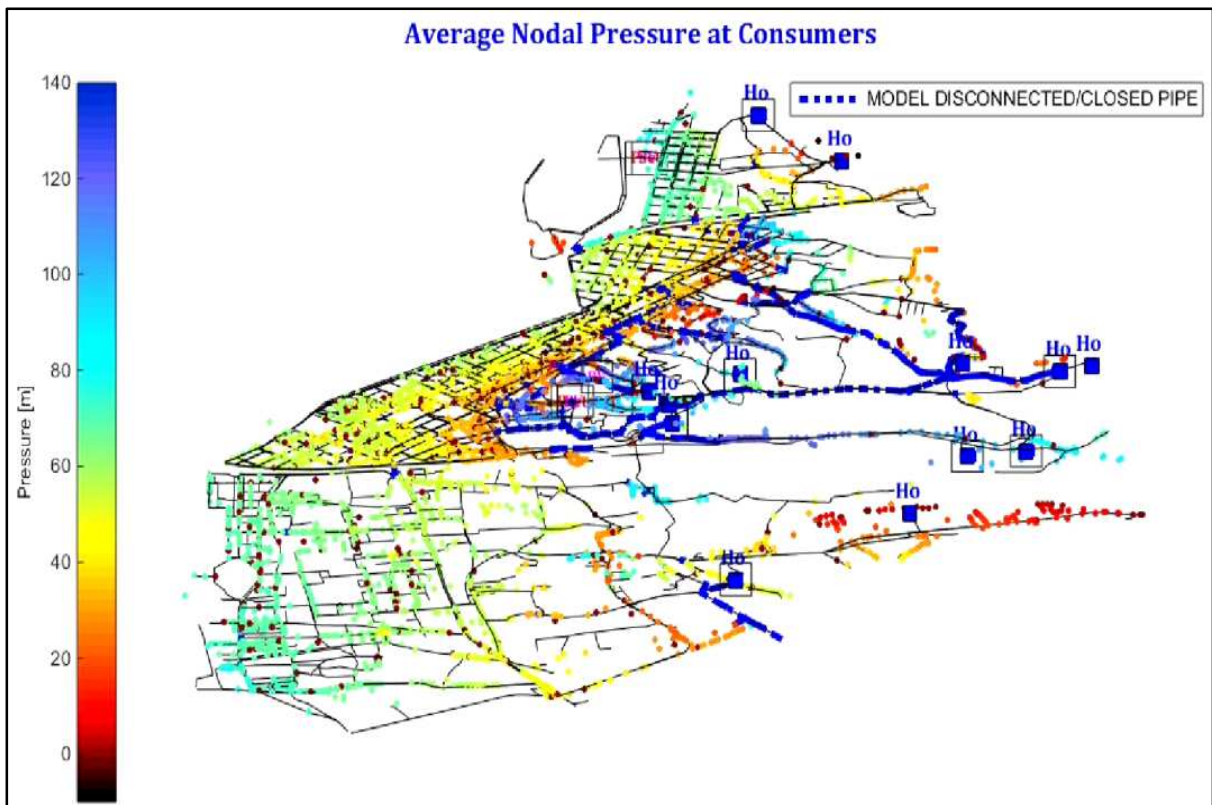 Average Nodal Pressure at Consumers
140
120
100
80
60
40
20
0
Pressure [m]
MODEL DISCONNECTED/CLOSED PIPE
Ho
Ho
Ho
Ho
Ho
Ho
Ho
Ho
Ho
Ho
Ho
Ho